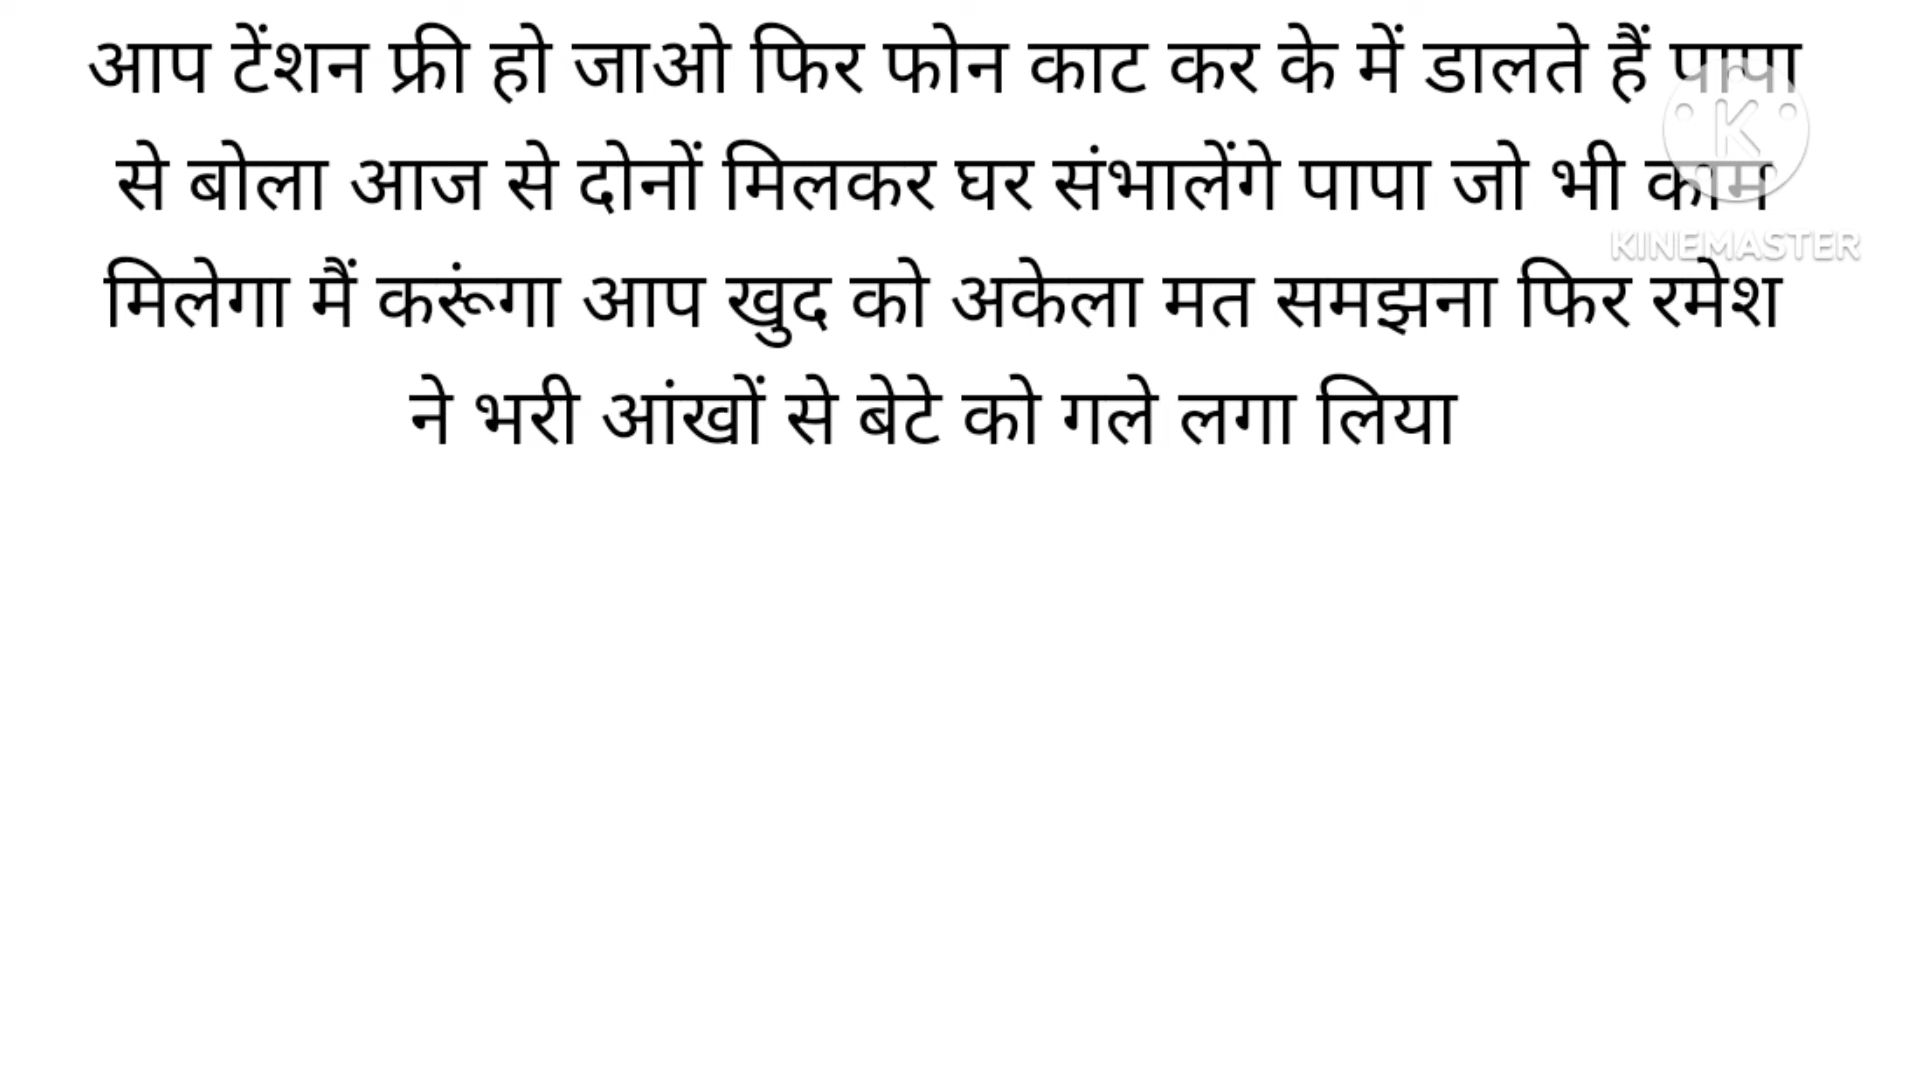 आप टेंशन फ्री हो जाओ फिर फोन काट कर के में डालते हैं पापा
से बोला आज से दोनों मिलकर घर संभालेंगे पापा जो भी काम
KINEMASTER
मिलेगा मैं करूंगा आप खुद को अकेला मत समझना फिर रमेश
ने भरी आंखों से बेटे को गले लगा लिया